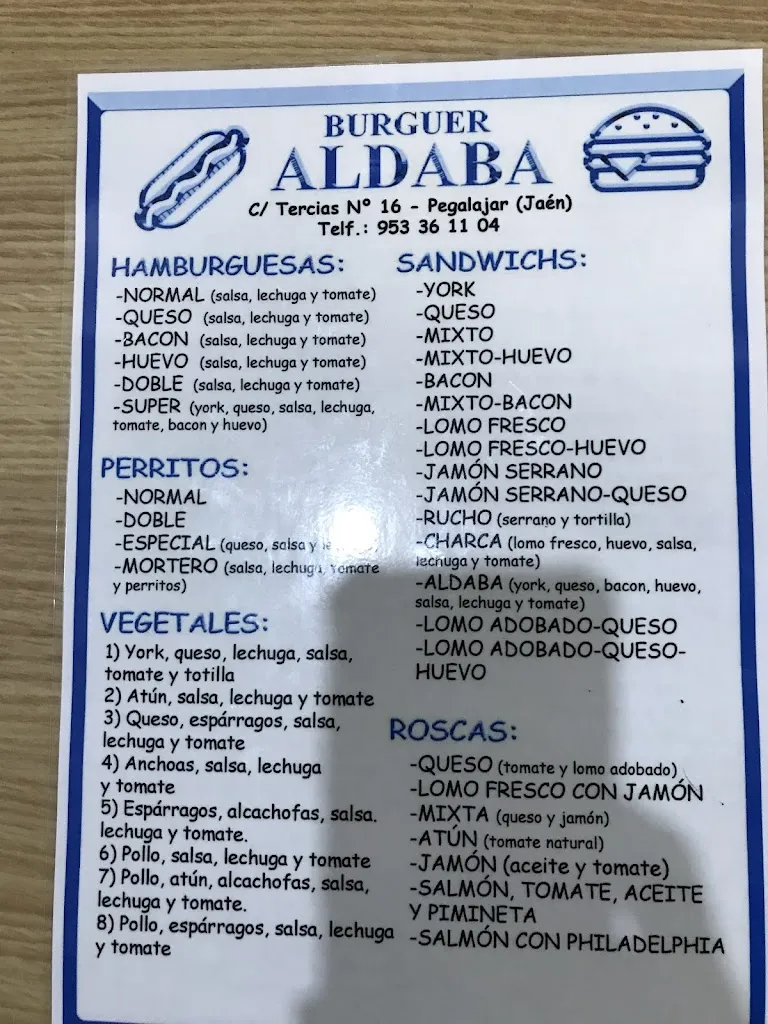 BURGUER
ALDABA
C/ Tercias Nº 16 - Pegalajar (Jaén)
Telf.: 953 36 11 04
HAMBURGUESAS:
-NORMAL (salsa, lechuga y tomate)
-QUESO (salsa, lechuga y tomate)
-BACON (salsa, lechuga y tomate)
-HUEVO (salsa, lechuga y tomate)
-DOBLE (salsa, lechuga y tomate)
-SUPER (york, queso, salsa, lechuga,
tomate, bacon y huevo)
PERRITOS:
-NORMAL
-DOBLE
-ESPECIAL (queso, salsa y
-MORTERO (salsa, lechuga, tomate
y perritos)
VEGETALES:
1) York, queso, lechuga, salsa,
tomate y totilla
2) Atún, salsa, lechuga y tomate
3) Queso, espárragos, salsa,
lechuga y tomate
4) Anchoas, salsa, lechuga
y tomate
5) Espárragos, alcachofas, salsa.
lechuga y tomate.
6) Pollo, salsa, lechuga y tomate
7) Pollo, atún, alcachofas, salsa,
lechuga y tomate.
8) Pollo, espárragos, salsa, lechuga
y tomate
SANDWICHS:
-YORK
-QUESO
-MIXTO
-MIXTO-HUEVO
-BACON
-MIXTO-BACON
-LOMO FRESCO
-LOMO FRESCO-HUEVO
-JAMÓN SERRANO
-JAMÓN SERRANO-QUESO
-RUCHO (serrano y tortilla)
-CHARCA (lomo fresco, huevo, salsa,
lechuga y tomate)
-ALDABA (york, queso, bacon, huevo,
salsa, lechuga y tomate)
-LOMO ADOBADO-QUESO
-LOMO ADOBADO-QUESO-
HUEVO
ROSCAS:
-QUESO (tomate y lomo adobado)
-LOMO FRESCO CON JAMÓN
-MIXTA (queso y jamón)
-ATÚN (tomate natural)
-JAMÓN (aceite y tomate)
-SALMÓN, TOMATE, ACEITE
Y PIMINETA
-SALMÓN CON PHILADELPHIA